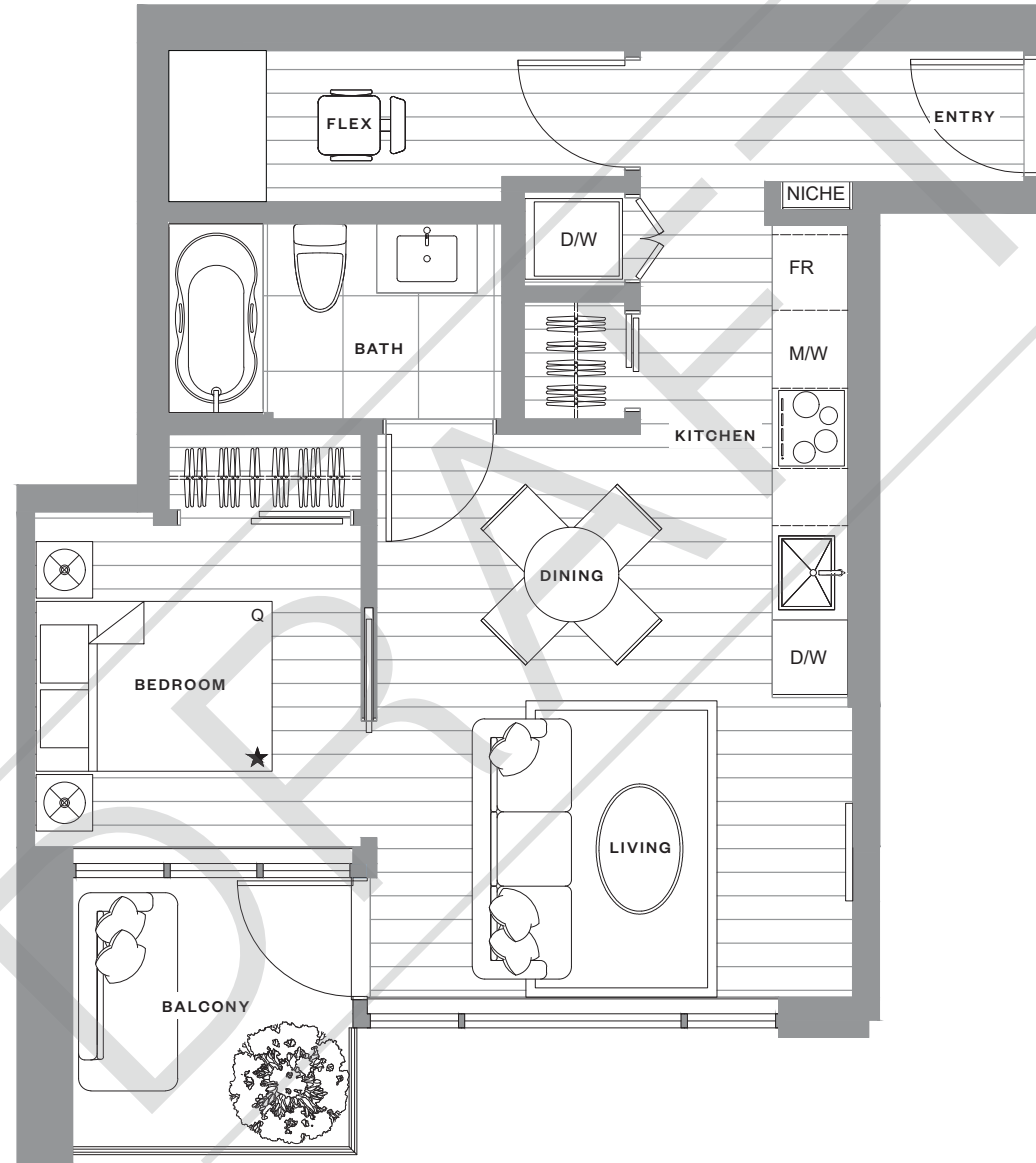 FLEX
ENTRY
NICHE
D/W
FR
BATH
M/W
KITCHEN
DINING
Q
D/W
BEDROOM
LIVING
BALCONY
DRAFT